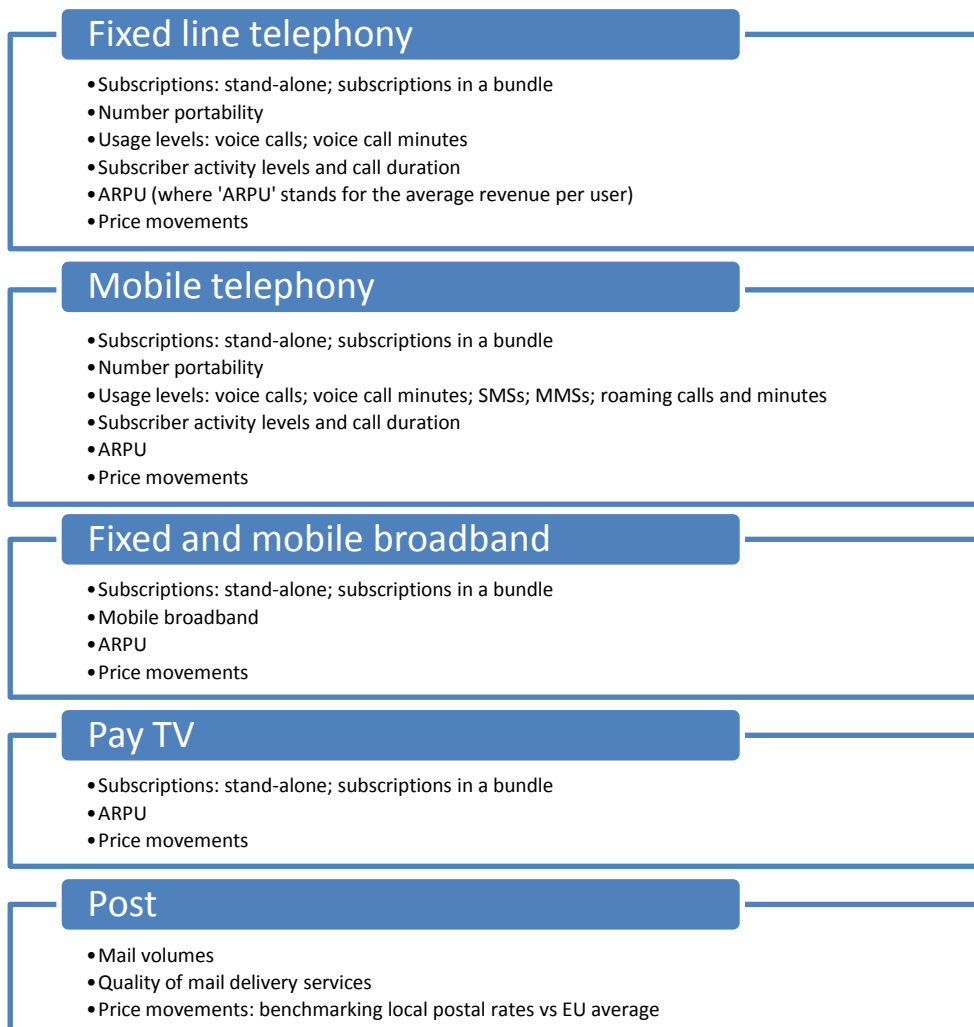 Fixed line telephony
•Subscriptions: stand-alone; subscriptions in a bundle
•Number portability
•Usage levels: voice calls; voice call minutes
•Subscriber activity levels and call duration
•ARPU (where 'ARPU' stands for the average revenue per user)
•Price movements
Mobile telephony
•Subscriptions: stand-alone; subscriptions in a bundle
•Number portability
•Usage levels: voice calls; voice call minutes; SMSs; MMSs; roaming calls and minutes
•Subscriber activity levels and call duration
•ARPU
•Price movements
Fixed and mobile broadband
•Subscriptions: stand-alone; subscriptions in a bundle
•Mobile broadband
•ARPU
•Price movements
Pay TV
•Subscriptions: stand-alone; subscriptions in a bundle
•ARPU
•Price movements
Post
•Mail volumes
•Quality of mail delivery services
•Price movements: benchmarking local postal rates vs EU average